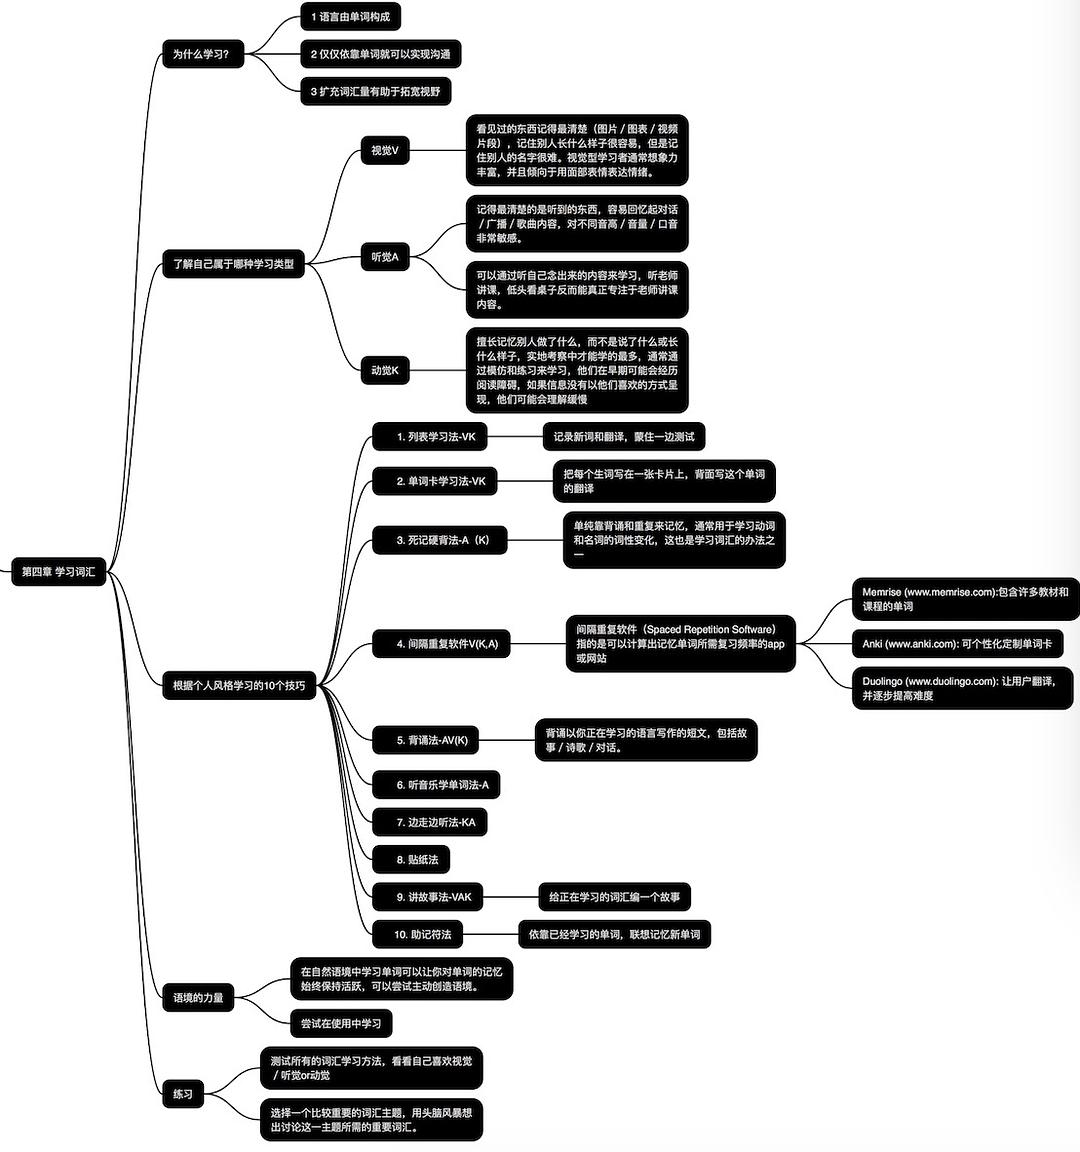 第四章 学习词汇
为什么学习?
1 语言由单词构成
2 仅仅依靠单词就可以实现沟通
3 扩充词汇量有助于拓宽视野
了解自己属于哪种学习类型
视觉V
看见过的东西记得最清楚（图片 / 图表 / 视频
片段），记住别人长什么样子很容易，但是记
住别人的名字很难。视觉型学习者通常想象力
丰富，并且倾向于用面部表情表达情绪。
听觉A
记得最清楚的是听到的东西，容易回忆起对话
/ 广播 / 歌曲内容，对不同音高 / 音量 / 口音
非常敏感。
可以通过听自己念出来的内容来学习，听老师
讲课，低头看桌子反而能真正专注于老师讲课
内容。
动觉K
擅长记忆别人做了什么，而不是说了什么或长
什么样子，实地考察中才能学的最多，通常通
过模仿和练习来学习，他们在早期可能会经历
阅读障碍，如果信息没有以他们喜欢的方式呈
现，他们可能会理解缓慢
根据个人风格学习的10个技巧
1. 列表学习法-VK
记录新词和翻译，蒙住一边测试
2. 单词卡学习法-VK
把每个生词写在一张卡片上，背面写这个单词
的翻译
3. 死记硬背法-A（K）
单纯靠背诵和重复来记忆，通常用于学习动词
和名词的词性变化，这也是学习词汇的办法之
一
4. 间隔重复软件V(K,A)
间隔重复软件（Spaced Repetition Software）
指的是可以计算出记忆单词所需复习频率的app
或网站
Memrise (www.memrise.com):包含许多教材和
课程的单词
Anki (www.anki.com): 可个性化定制单词卡
Duolingo (www.duolingo.com): 让用户翻译，
并逐步提高难度
5. 背诵法-AV(K)
背诵以你正在学习的语言写作的短文，包括故
事 / 诗歌 / 对话。
6. 听音乐学单词法-A
7. 边走边听法-KA
8. 贴纸法
9. 讲故事法-VAK
给正在学习的词汇编一个故事
10. 助记符法
依靠已经学习的单词，联想记忆新单词
语境的力量
在自然语境中学习单词可以让你对单词的记忆
始终保持活跃，可以尝试主动创造语境。
尝试在使用中学习
练习
测试所有的词汇学习方法，看看自己喜欢视觉
/ 听觉or动觉
选择一个比较重要的词汇主题，用头脑风暴想
出讨论这一主题所需的重要词汇。